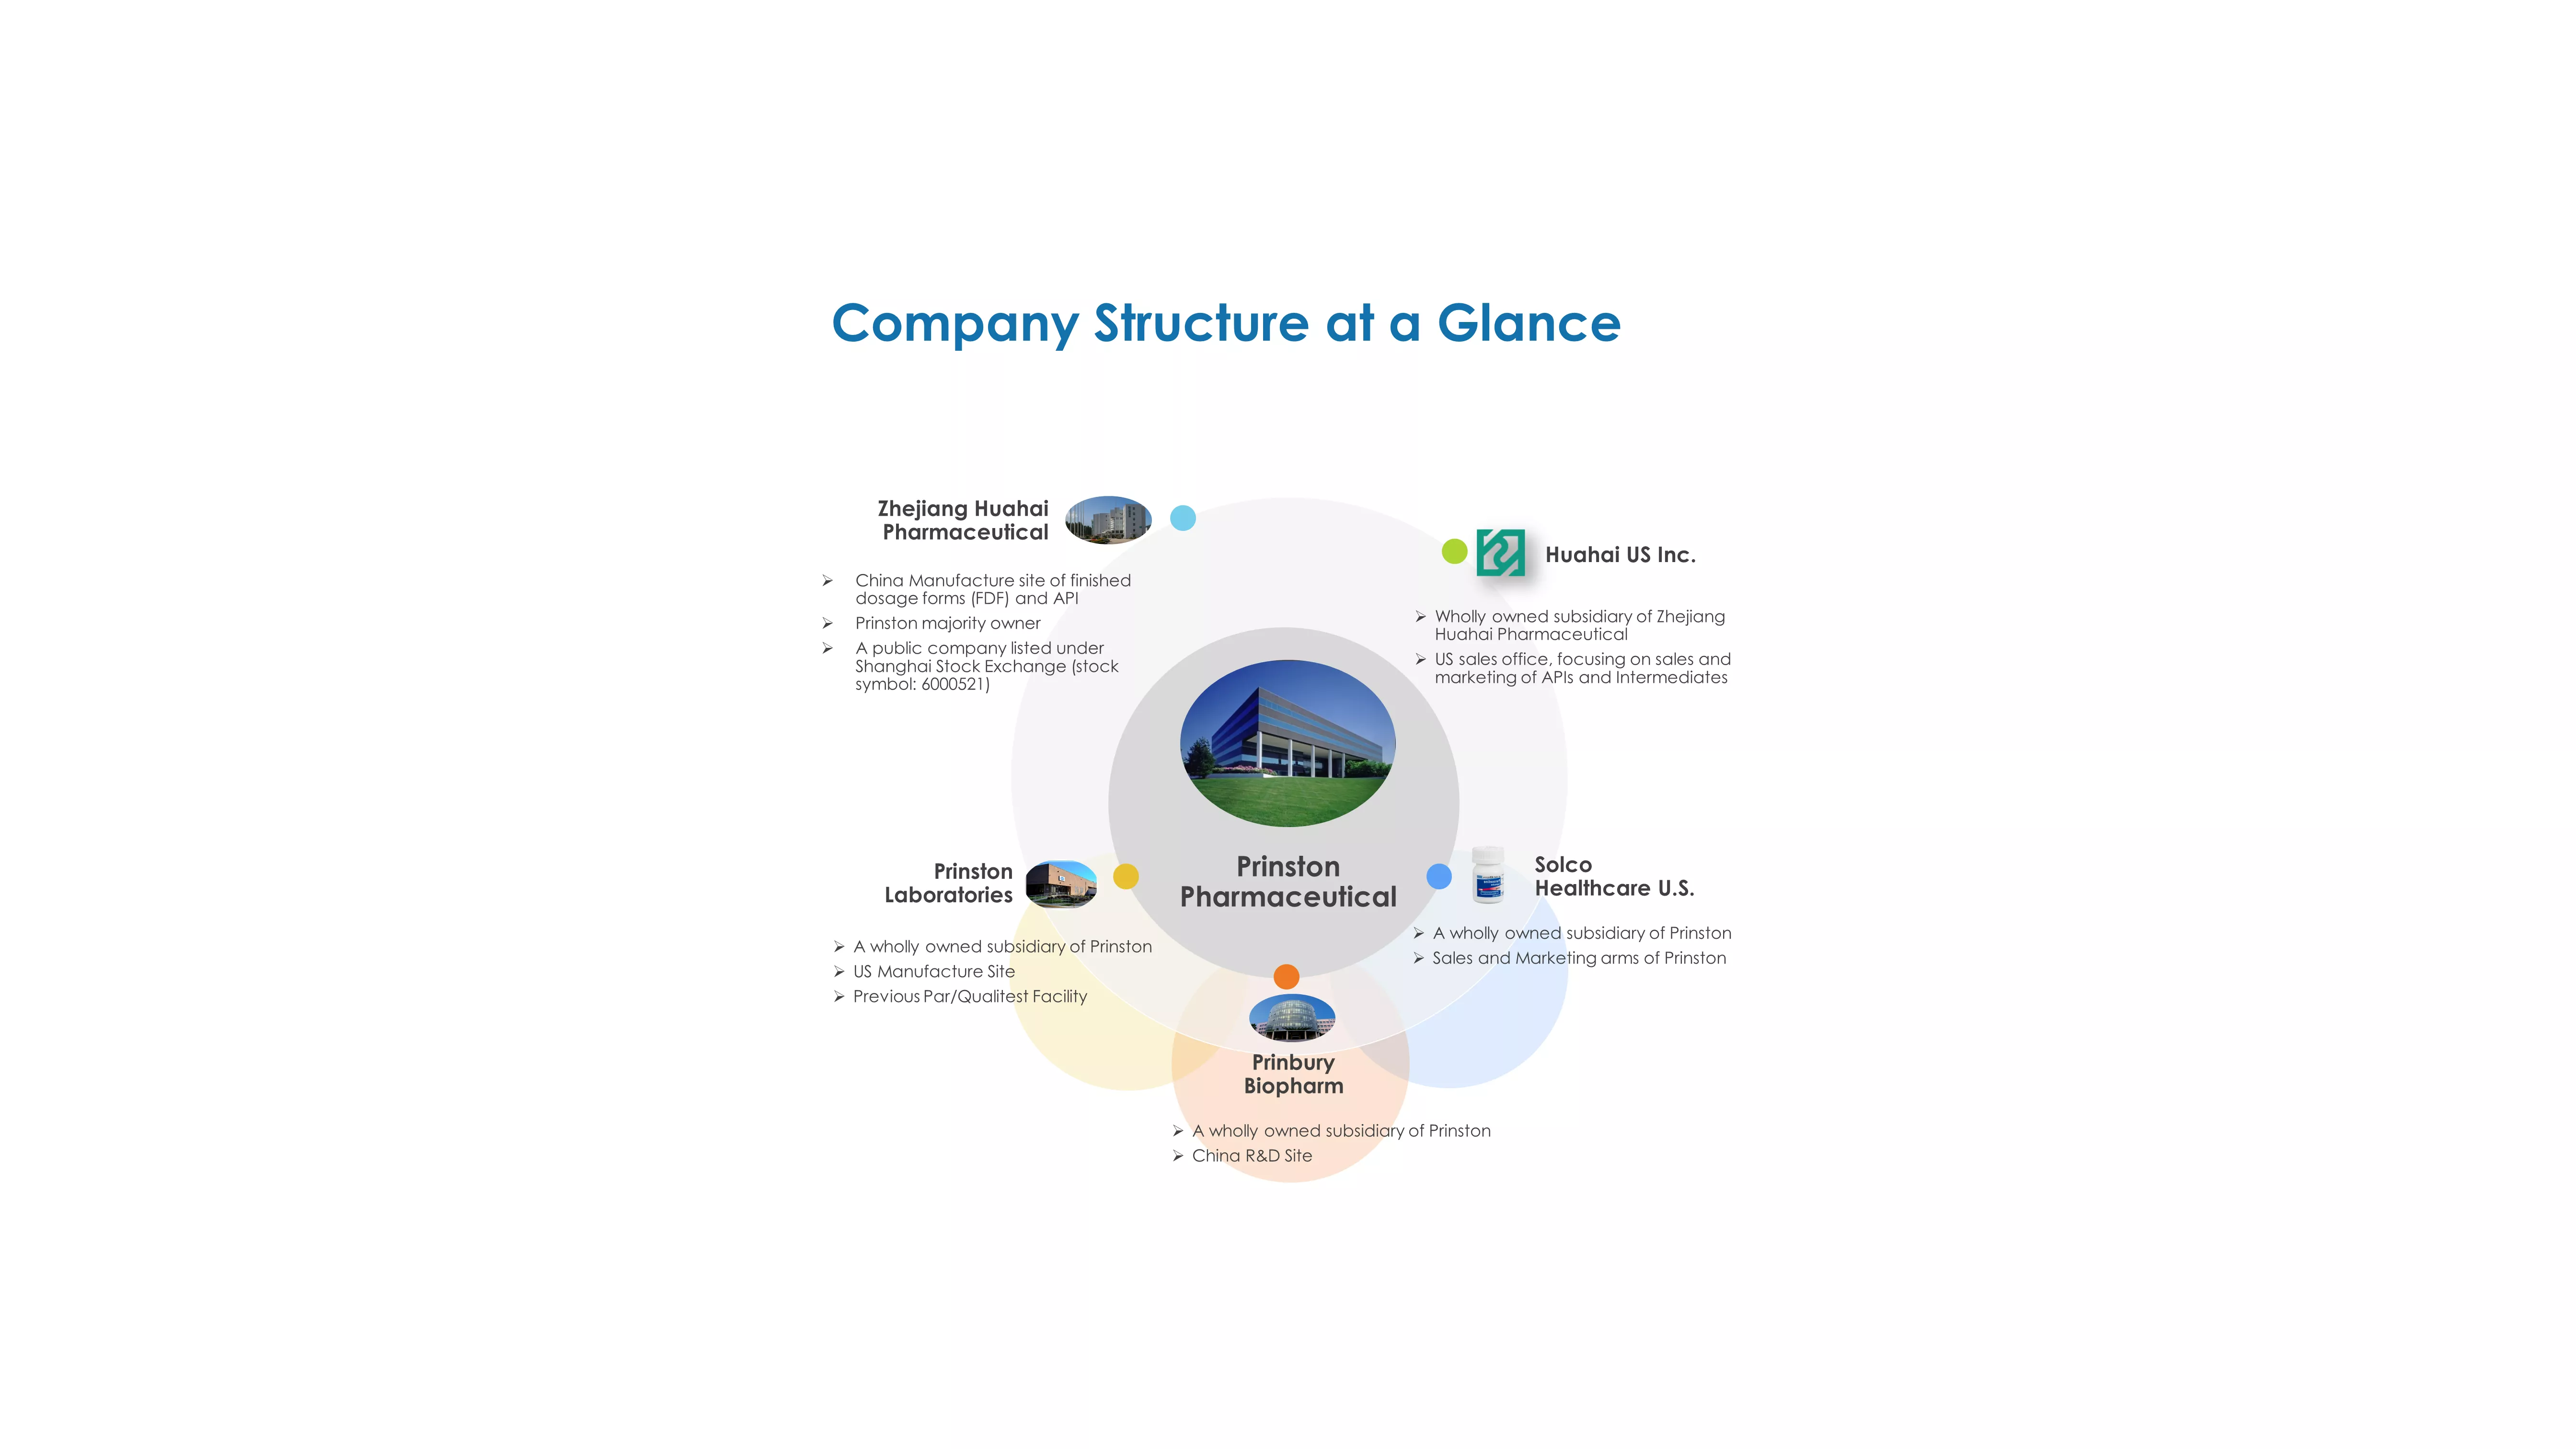 Company Structure at a Glance
Zhejiang Huahai
Pharmaceutical
➢ China Manufacture site of finished
dosage forms (FDF) and API
➢ Prinston majority owner
➢ A public company listed under
Shanghai Stock Exchange (stock
symbol: 6000521)
Huahai US Inc.
➢ Wholly owned subsidiary of Zhejiang
Huahai Pharmaceutical
➢ US sales office, focusing on sales and
marketing of APIs and Intermediates
Prinston
Pharmaceutical
Prinston
Laboratories
➢ A wholly owned subsidiary of Prinston
➢ US Manufacture Site
➢ Previous Par/Qualitest Facility
Solco
Healthcare U.S.
➢ A wholly owned subsidiary of Prinston
➢ Sales and Marketing arms of Prinston
Prinbury
Biopharm
➢ A wholly owned subsidiary of Prinston
➢ China R&D Site